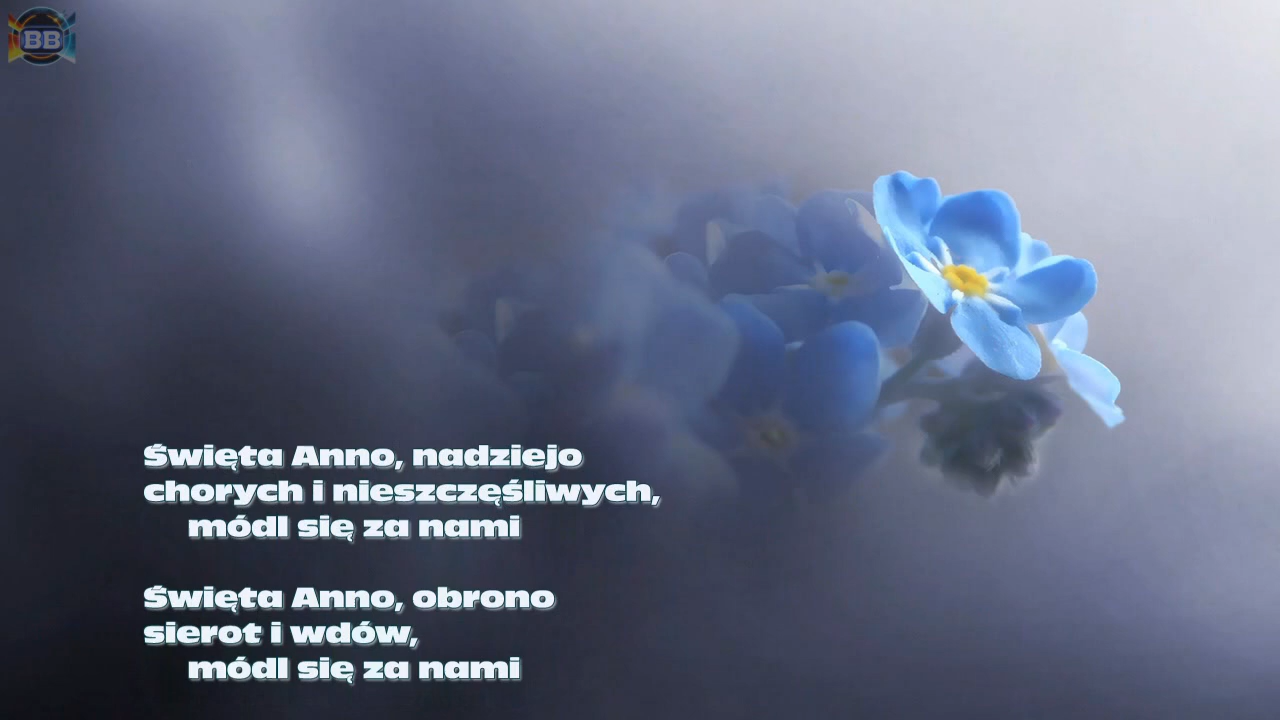 BB
Święta Anno, nadziejo
chorych i nieszczęśliwych,
módl się za nami
Święta Anno, obrono
sierot i wdów,
módl się za nami